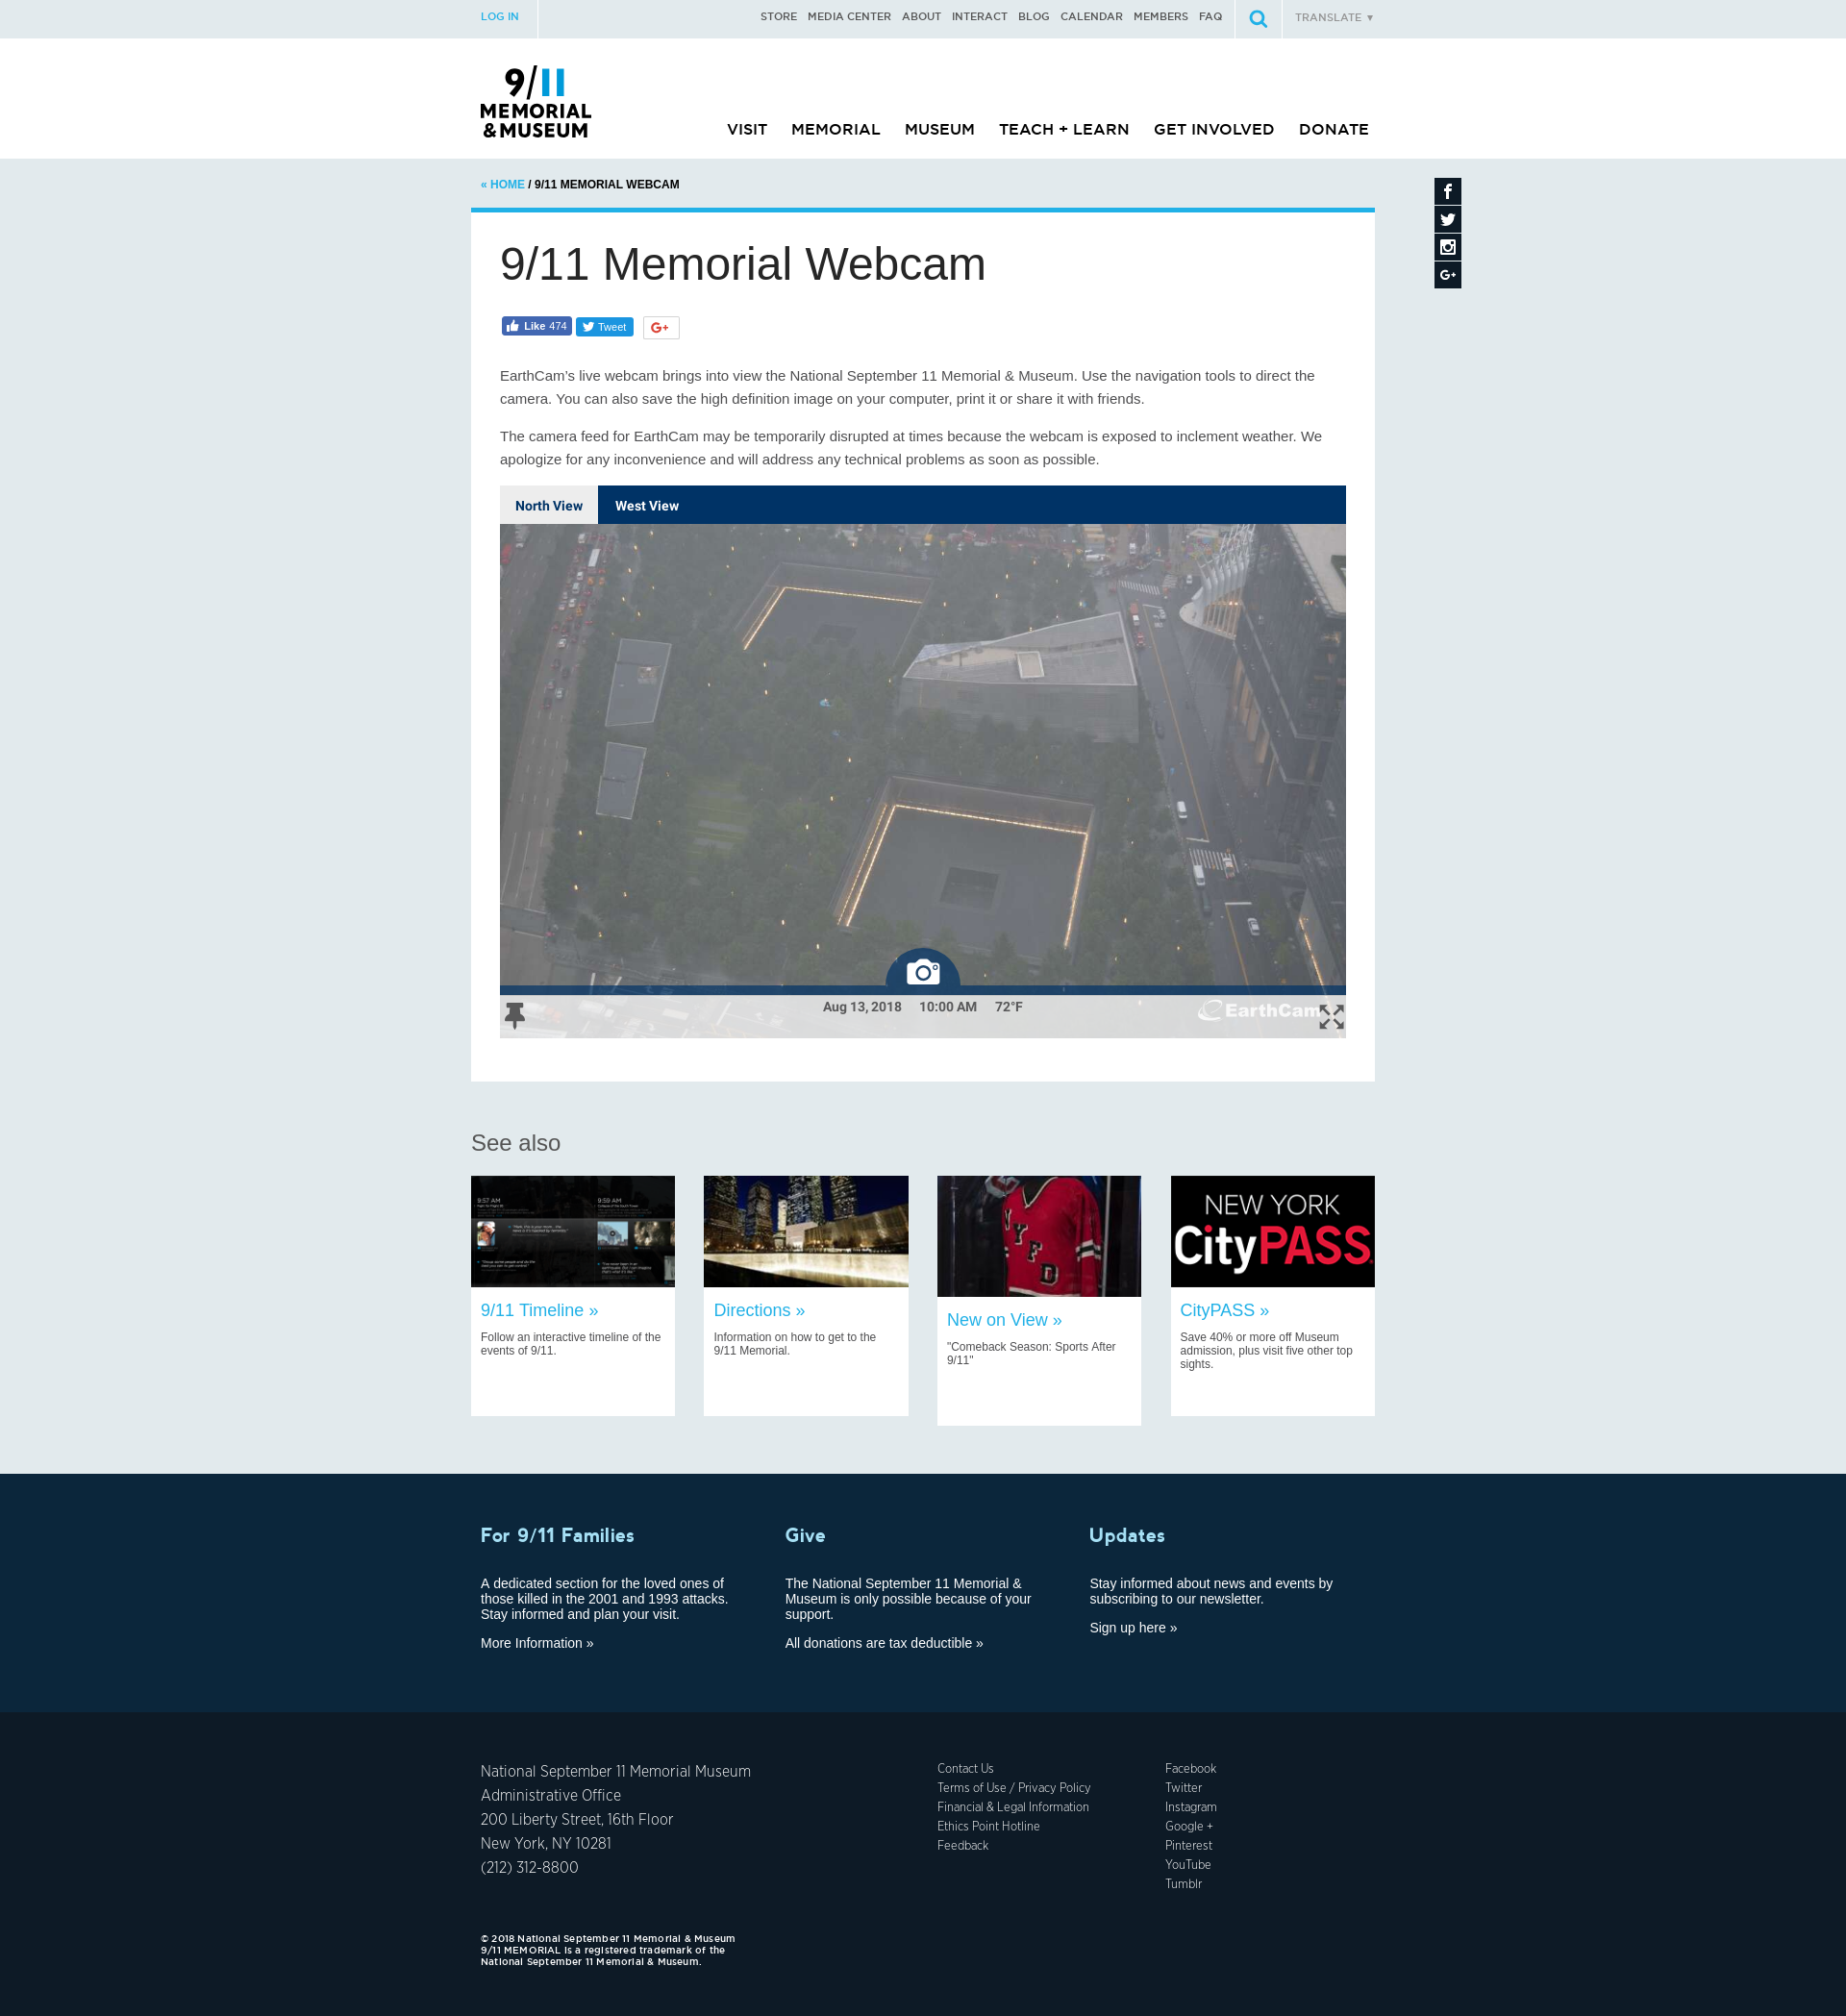 LOG IN
STORE MEDIA CENTER ABOUT INTERACT BLOG CALENDAR MEMBERS FAQ
TRANSLATE ▼
9/11
MEMORIAL
& MUSEUM
VISIT MEMORIAL MUSEUM TEACH + LEARN GET INVOLVED DONATE
« HOME / 9/11 MEMORIAL WEBCAM
9/11 Memorial Webcam
Like 474
Tweet
G+
EarthCam's live webcam brings into view the National September 11 Memorial & Museum. Use the navigation tools to direct the
camera. You can also save the high definition image on your computer, print it or share it with friends.
The camera feed for EarthCam may be temporarily disrupted at times because the webcam is exposed to inclement weather. We
apologize for any inconvenience and will address any technical problems as soon as possible.
North View West View
Aug 13, 2018 10:00 AM 72°F
EarthCam
See also
9:57 AM
9:59 AM
NYFD
NEW YORK
CityPASS
9/11 Timeline »
Follow an interactive timeline of the
events of 9/11.
Directions »
Information on how to get to the
9/11 Memorial.
New on View »
"Comeback Season: Sports After
9/11"
CityPASS »
Save 40% or more off Museum
admission, plus visit five other top
sights.
For 9/11 Families
A dedicated section for the loved ones of
those killed in the 2001 and 1993 attacks.
Stay informed and plan your visit.
More Information »
Give
The National September 11 Memorial &
Museum is only possible because of your
support.
All donations are tax deductible »
Updates
Stay informed about news and events by
subscribing to our newsletter.
Sign up here »
National September 11 Memorial Museum
Administrative Office
200 Liberty Street, 16th Floor
New York, NY 10281
(212) 312-8800
Contact Us
Terms of Use / Privacy Policy
Financial & Legal Information
Ethics Point Hotline
Feedback
Facebook
Twitter
Instagram
Google +
Pinterest
YouTube
Tumblr
© 2018 National September 11 Memorial & Museum
9/11 MEMORIAL is a registered trademark of the
National September 11 Memorial & Museum.